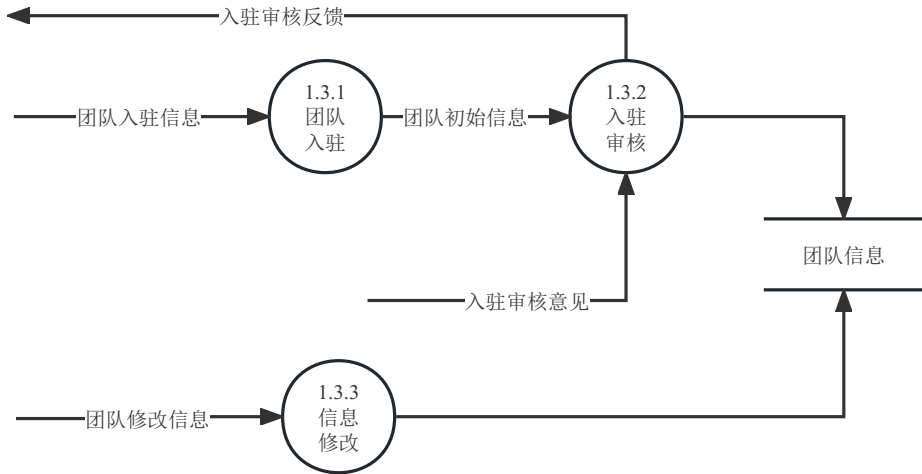 入驻审核反馈
团队入驻信息
1.3.1
团队
入驻
团队初始信息
1.3.2
入驻
审核
团队信息
入驻审核意见
团队修改信息
1.3.3
信息
修改